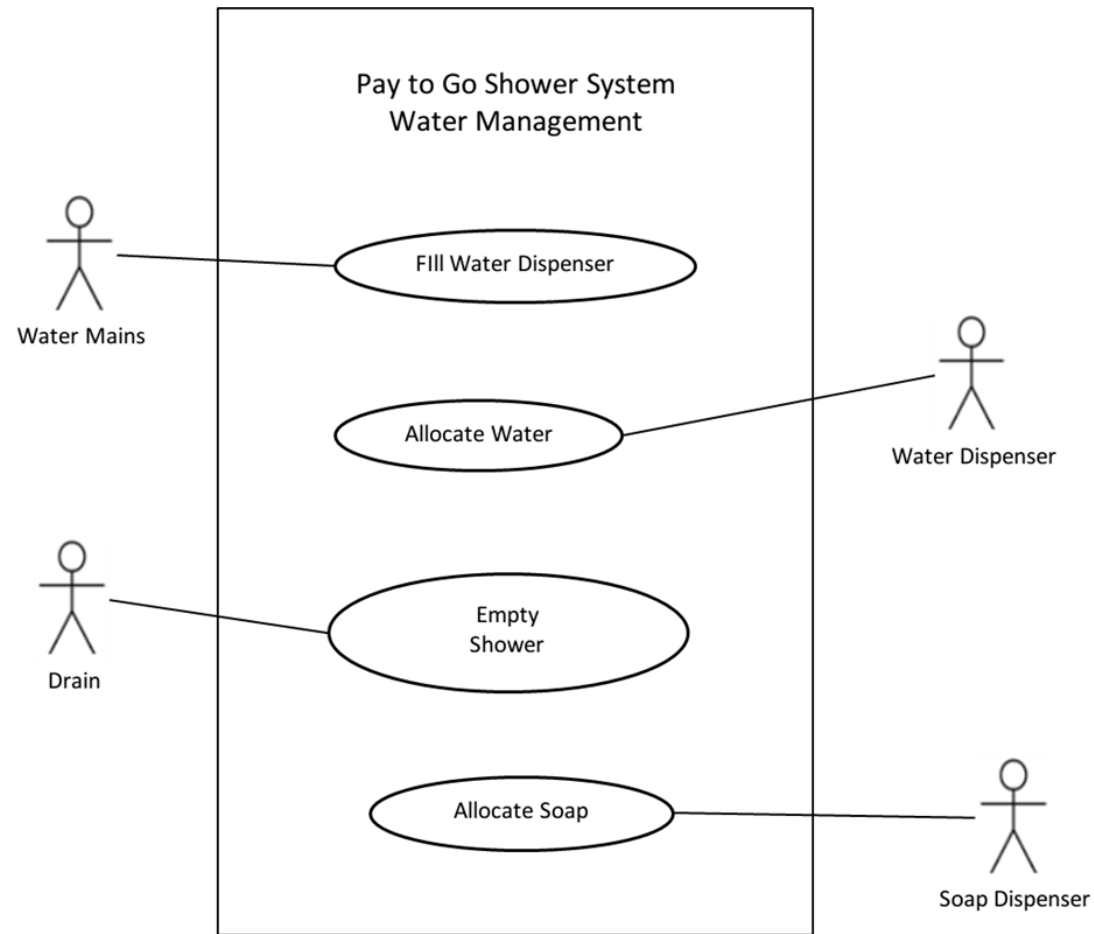 Pay to Go Shower System
Water Management
FIll Water Dispenser
Water Mains
Allocate Water
Water Dispenser
Empty
Shower
Drain
Allocate Soap
Soap Dispenser